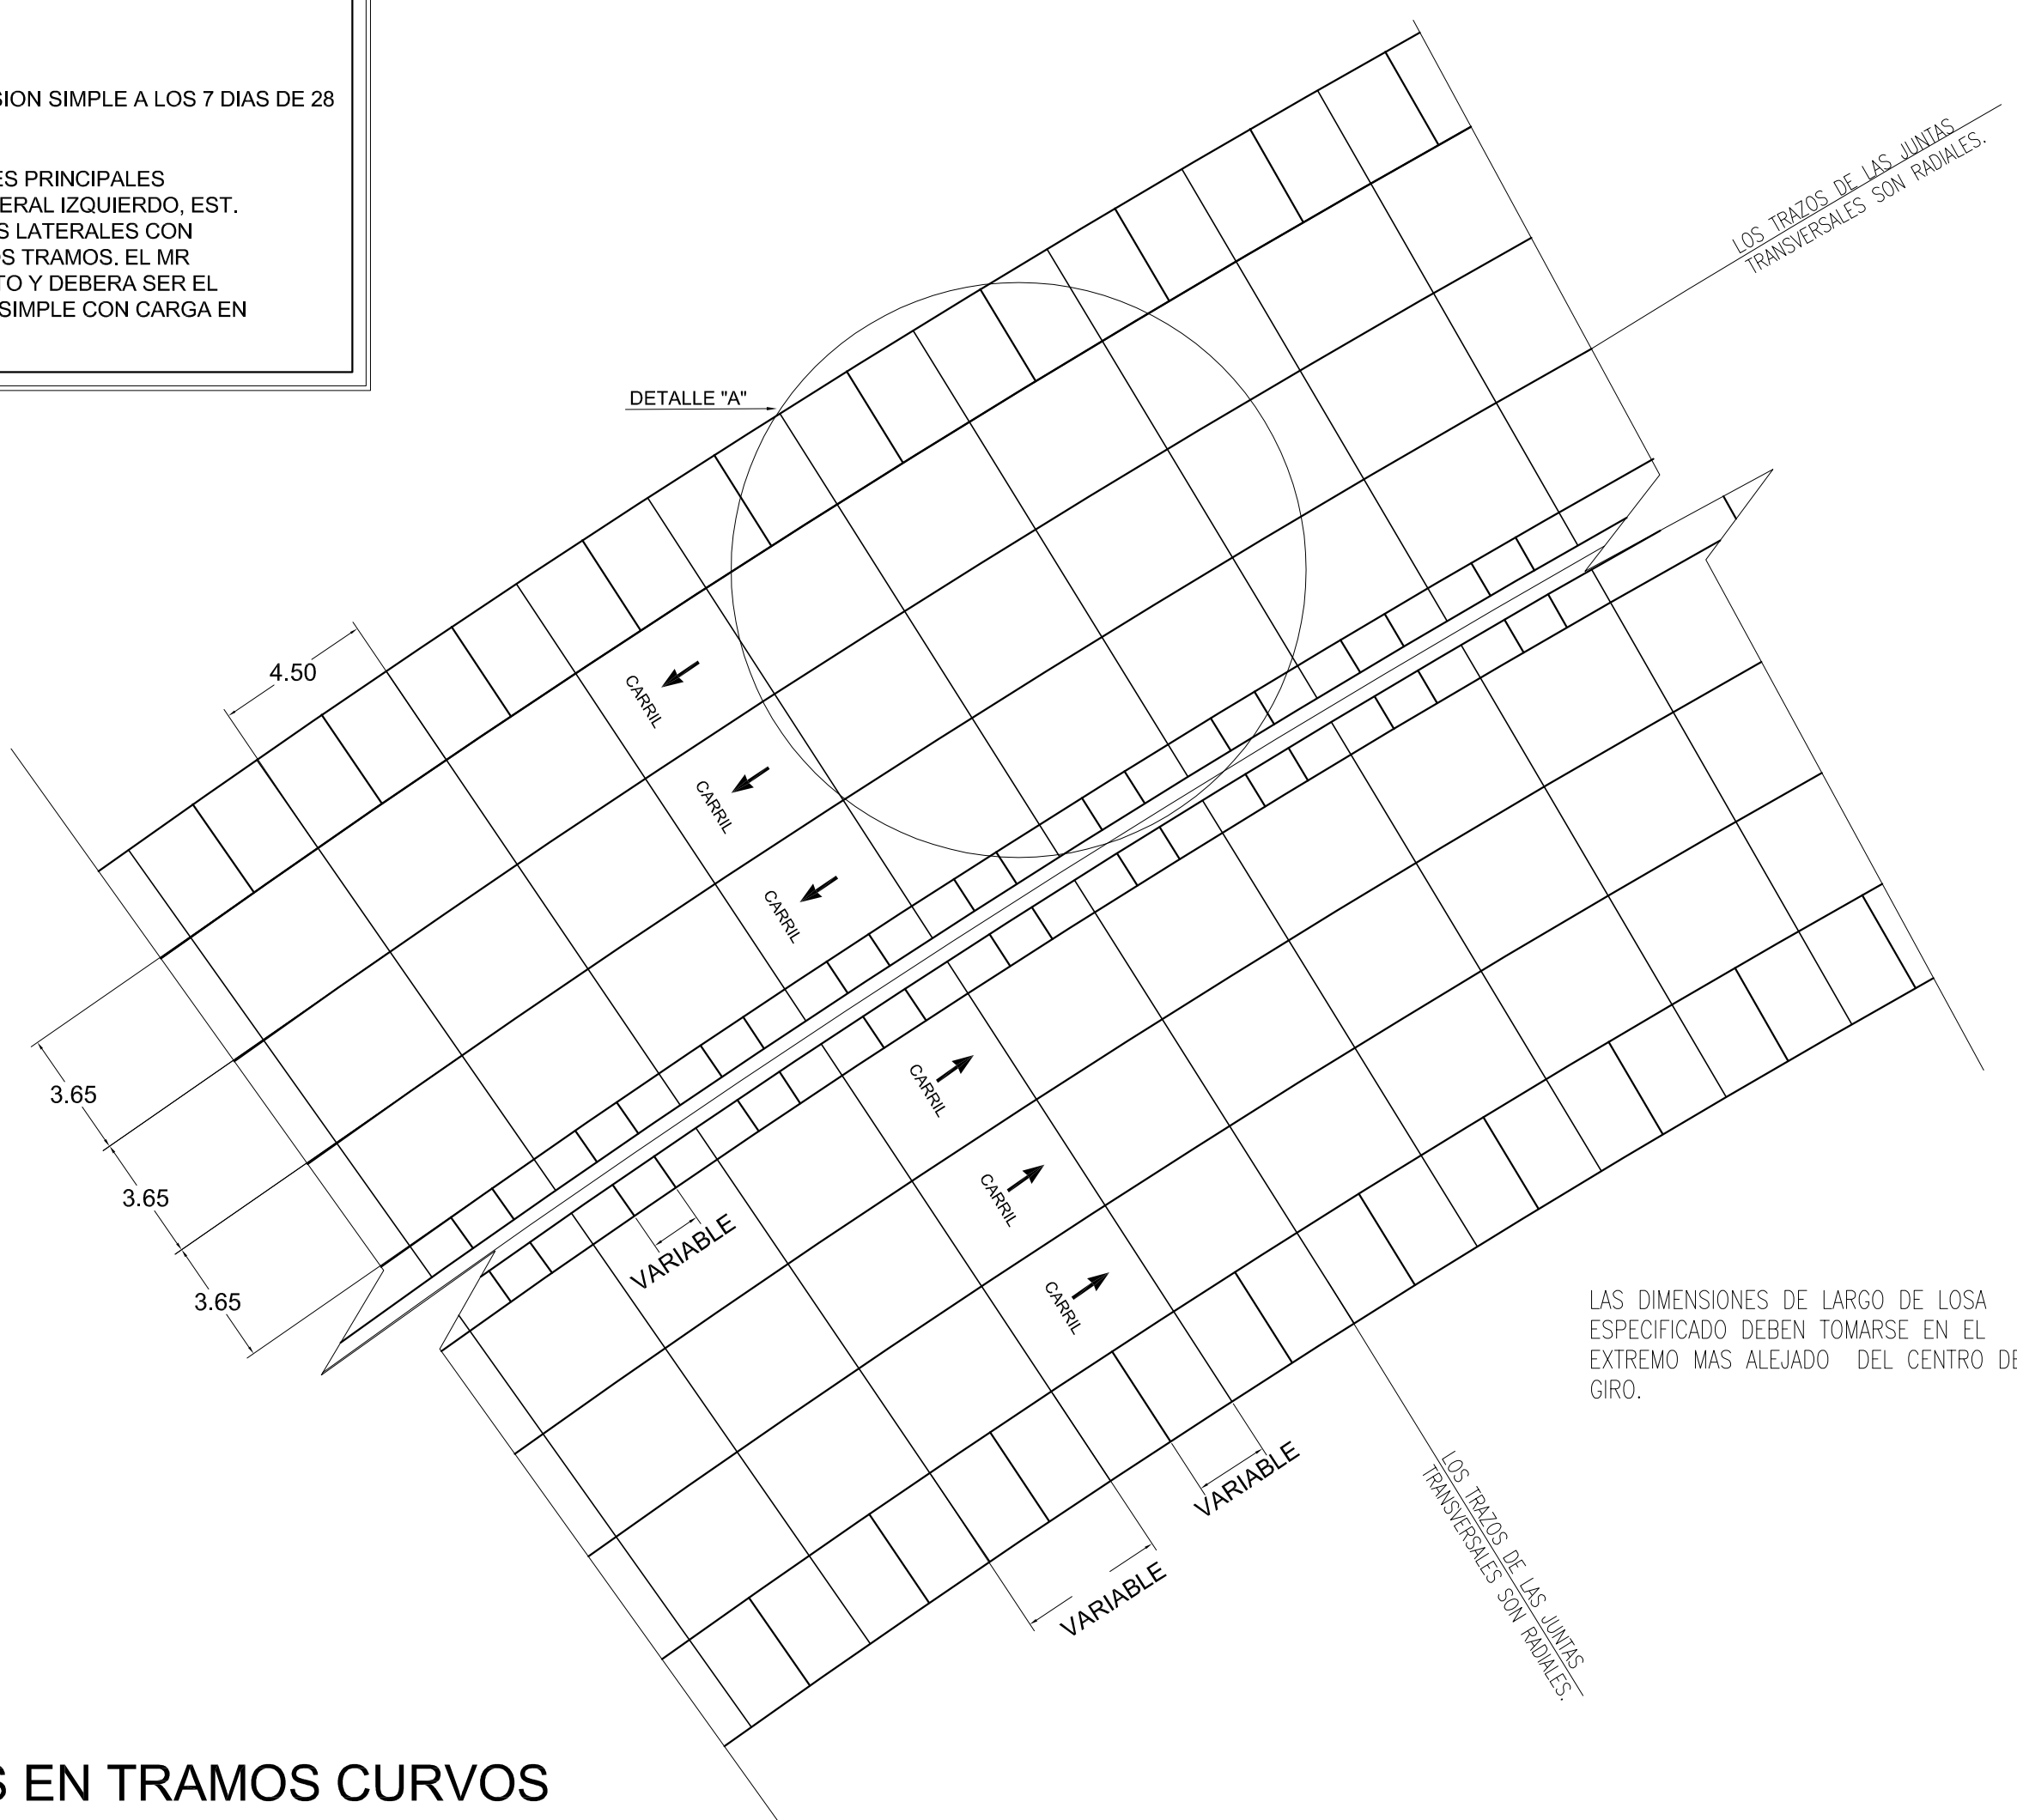 SION SIMPLE A LOS 7 DIAS DE 28
ES PRINCIPALES
ERAL IZQUIERDO, EST.
S LATERALES CON
OS TRAMOS. EL MR
TO Y DEBERA SER EL
SIMPLE CON CARGA EN
LOS TRAZOS DE LAS JUNTAS
TRANSVERSALES SON RADIALES.
DETALLE "A"
4.50
CARRIL
CARRIL
CARRIL
3.65
3.65
3.65
CARRIL
CARRIL
CARRIL
VARIABLE
VARIABLE
VARIABLE
LAS DIMENSIONES DE LARGO DE LOSA
ESPECIFICADO DEBEN TOMARSE EN EL
EXTREMO MAS ALEJADO DEL CENTRO DE
GIRO.
LOS TRAZOS DE LAS JUNTAS
TRANSVERSALES SON RADIALES.
S EN TRAMOS CURVOS